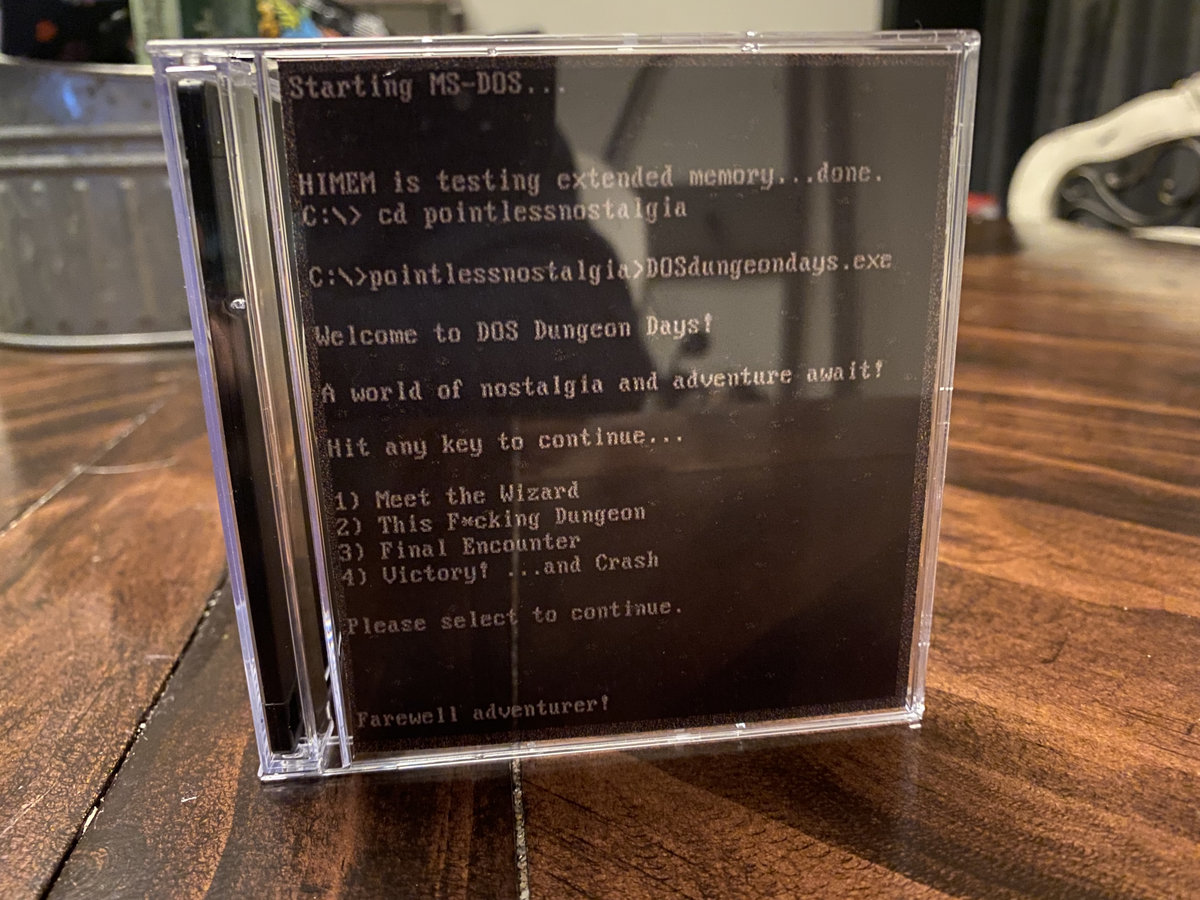 Starting MS-DOS...
HIMEM is testing extended memory...done.
C:\> cd pointlessnostalgia
C:\>pointlessnostalgia>DOSdungeondays.exe
Welcome to DOS Dungeon Days!
A world of nostalgia and adventure await!
Hit any key to continue...
1) Meet the Wizard
2) This F*cking Dungeon
3) Final Encounter
4) Victory! ...and Crash
Please select to continue.
Farewell adventurer!